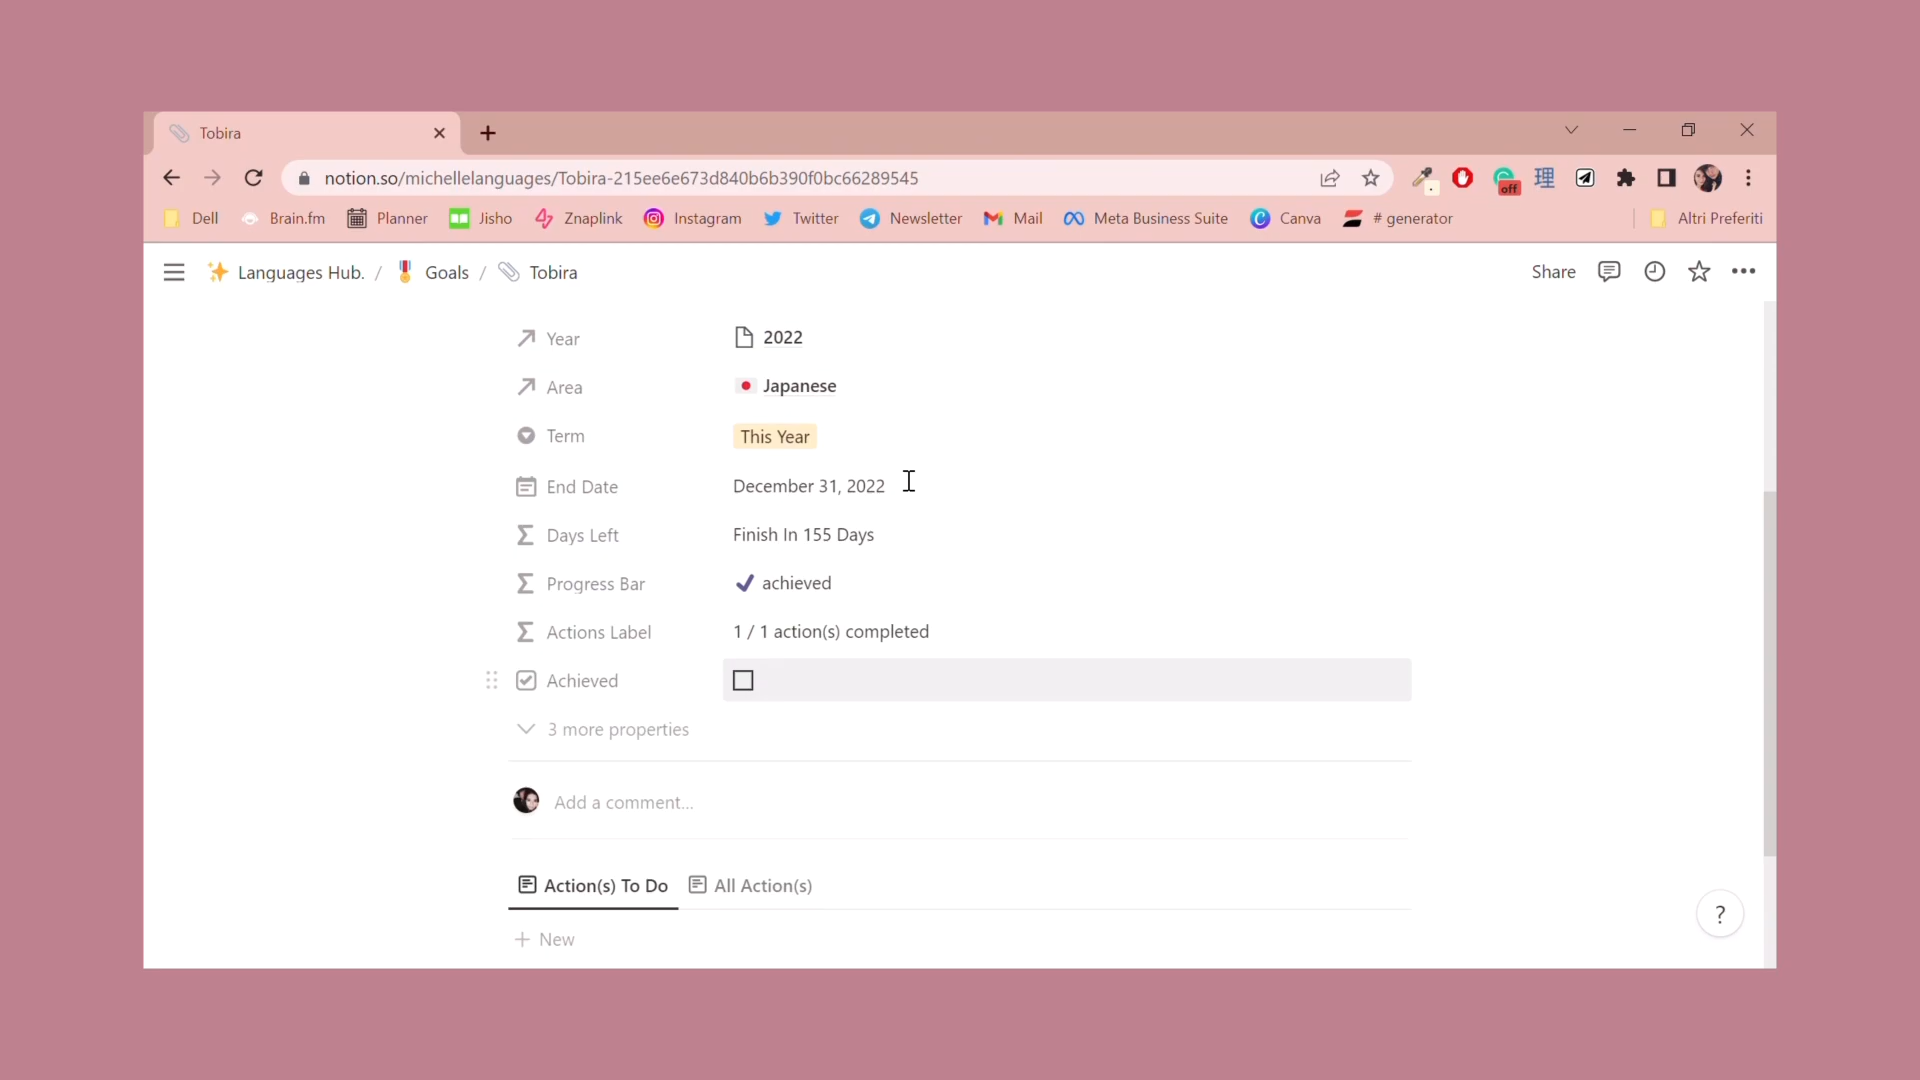 Tobira
notion.so/michellelanguages/Tobira-215ee6e673d840b6b390f0bc66289545
off
理
Dell
Brain.fm
Planner
Jisho
Znaplink
Instagram
Twitter
Newsletter
Mail
Meta Business Suite
Canva
# generator
Altri Preferiti
Languages Hub. / Goals / Tobira
Share
Year 2022
Area Japanese
Term This Year
End Date December 31, 2022
Days Left Finish In 155 Days
Progress Bar achieved
Actions Label 1 / 1 action(s) completed
Achieved
3 more properties
Add a comment...
Action(s) To Do All Action(s)
+ New
?